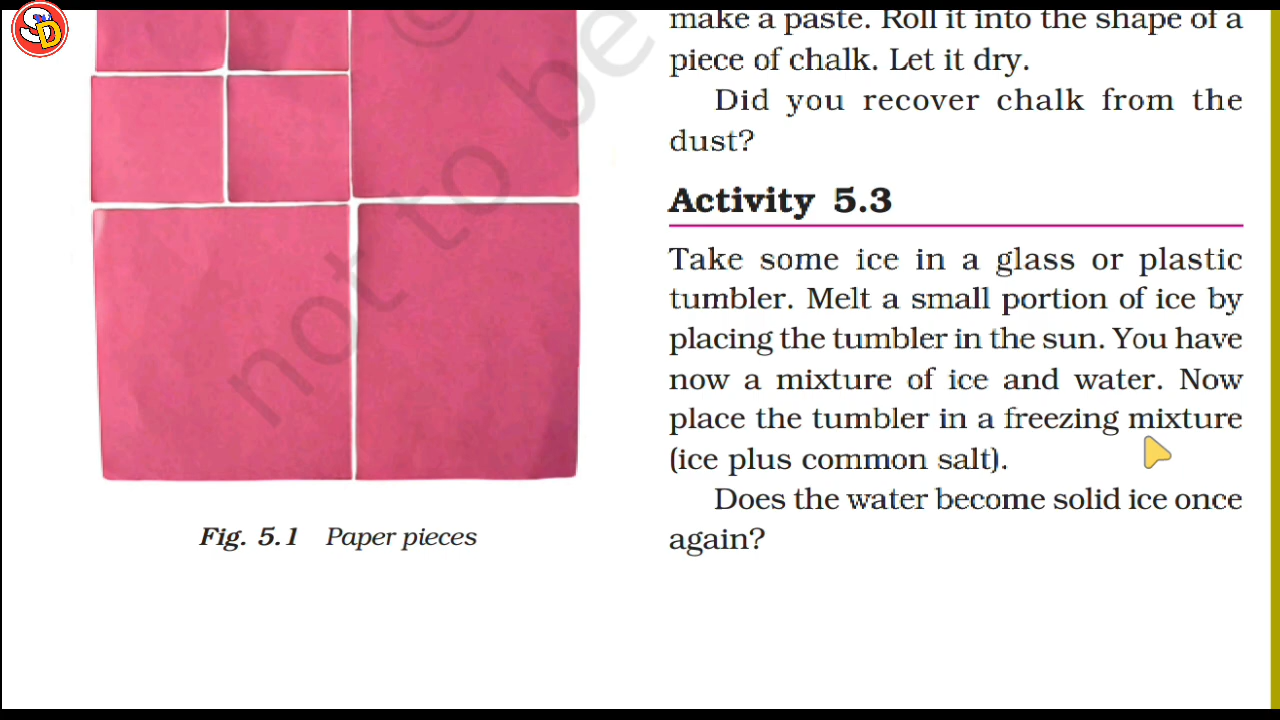 SD
make a paste. Roll it into the shape of a
piece of chalk. Let it dry.
Did you recover chalk from the
dust?
Activity 5.3
Take some ice in a glass or plastic
tumbler. Melt a small portion of ice by
placing the tumbler in the sun. You have
now a mixture of ice and water. Now
place the tumbler in a freezing mixture
(ice plus common salt).
Does the water become solid ice once
again?
© not to be
Fig. 5.1 Paper pieces